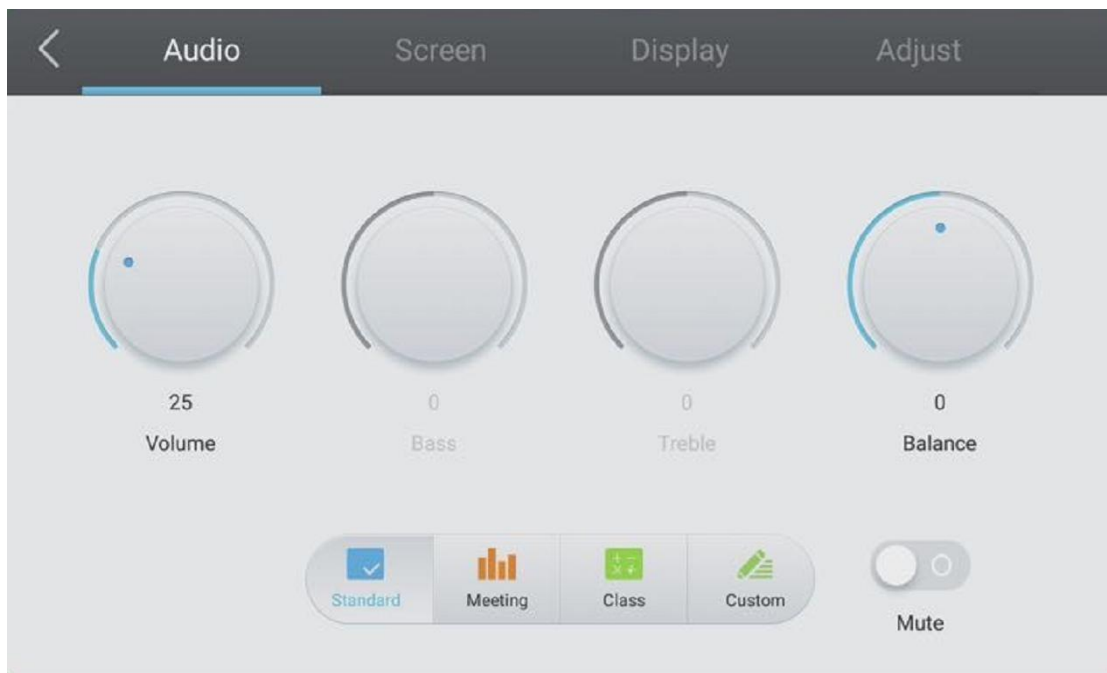 Audio Screen Display Adjust
25 0 0 0
Volume Bass Treble Balance
Standard Meeting Class Custom
Mute